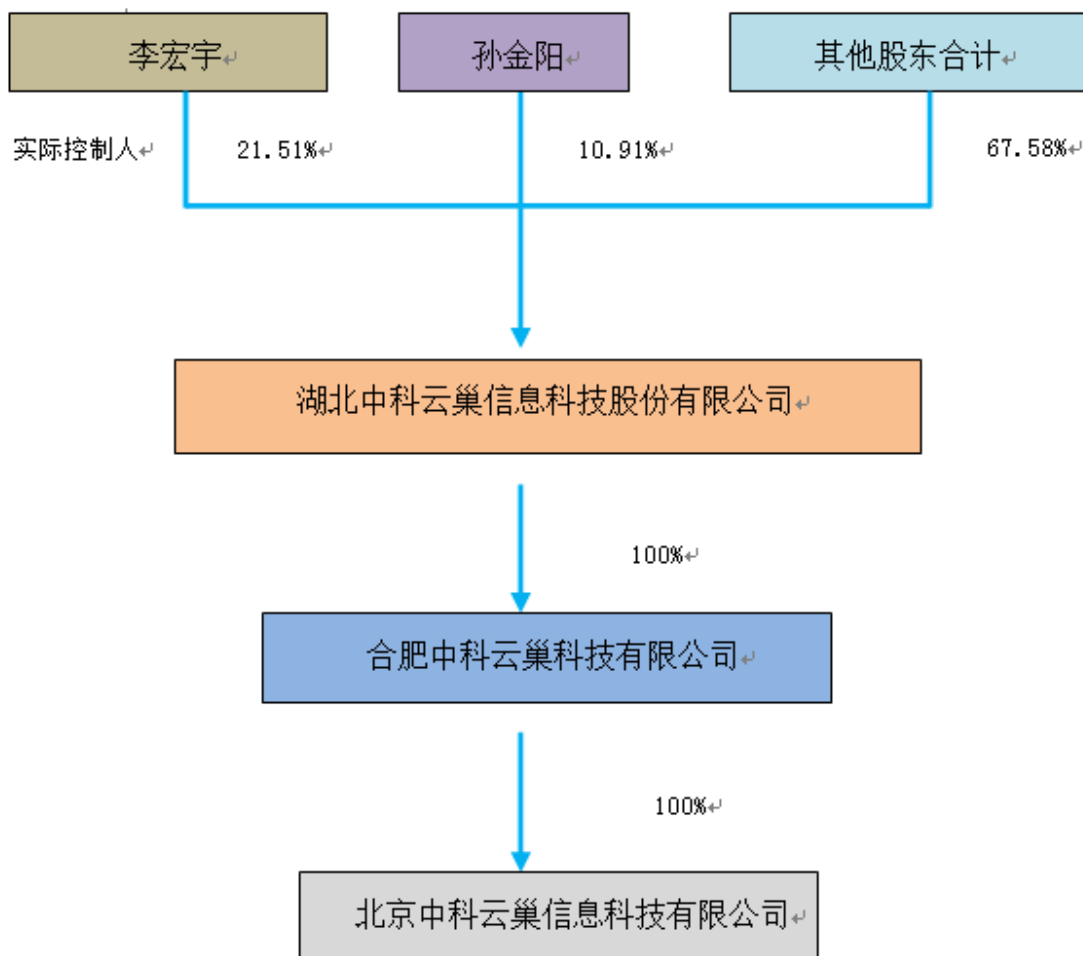 李宏宇
孙金阳
其他股东合计
实际控制人
21.51%
10.91%
67.58%
湖北中科云巢信息科技股份有限公司
100%
合肥中科云巢科技有限公司
100%
北京中科云巢信息科技有限公司